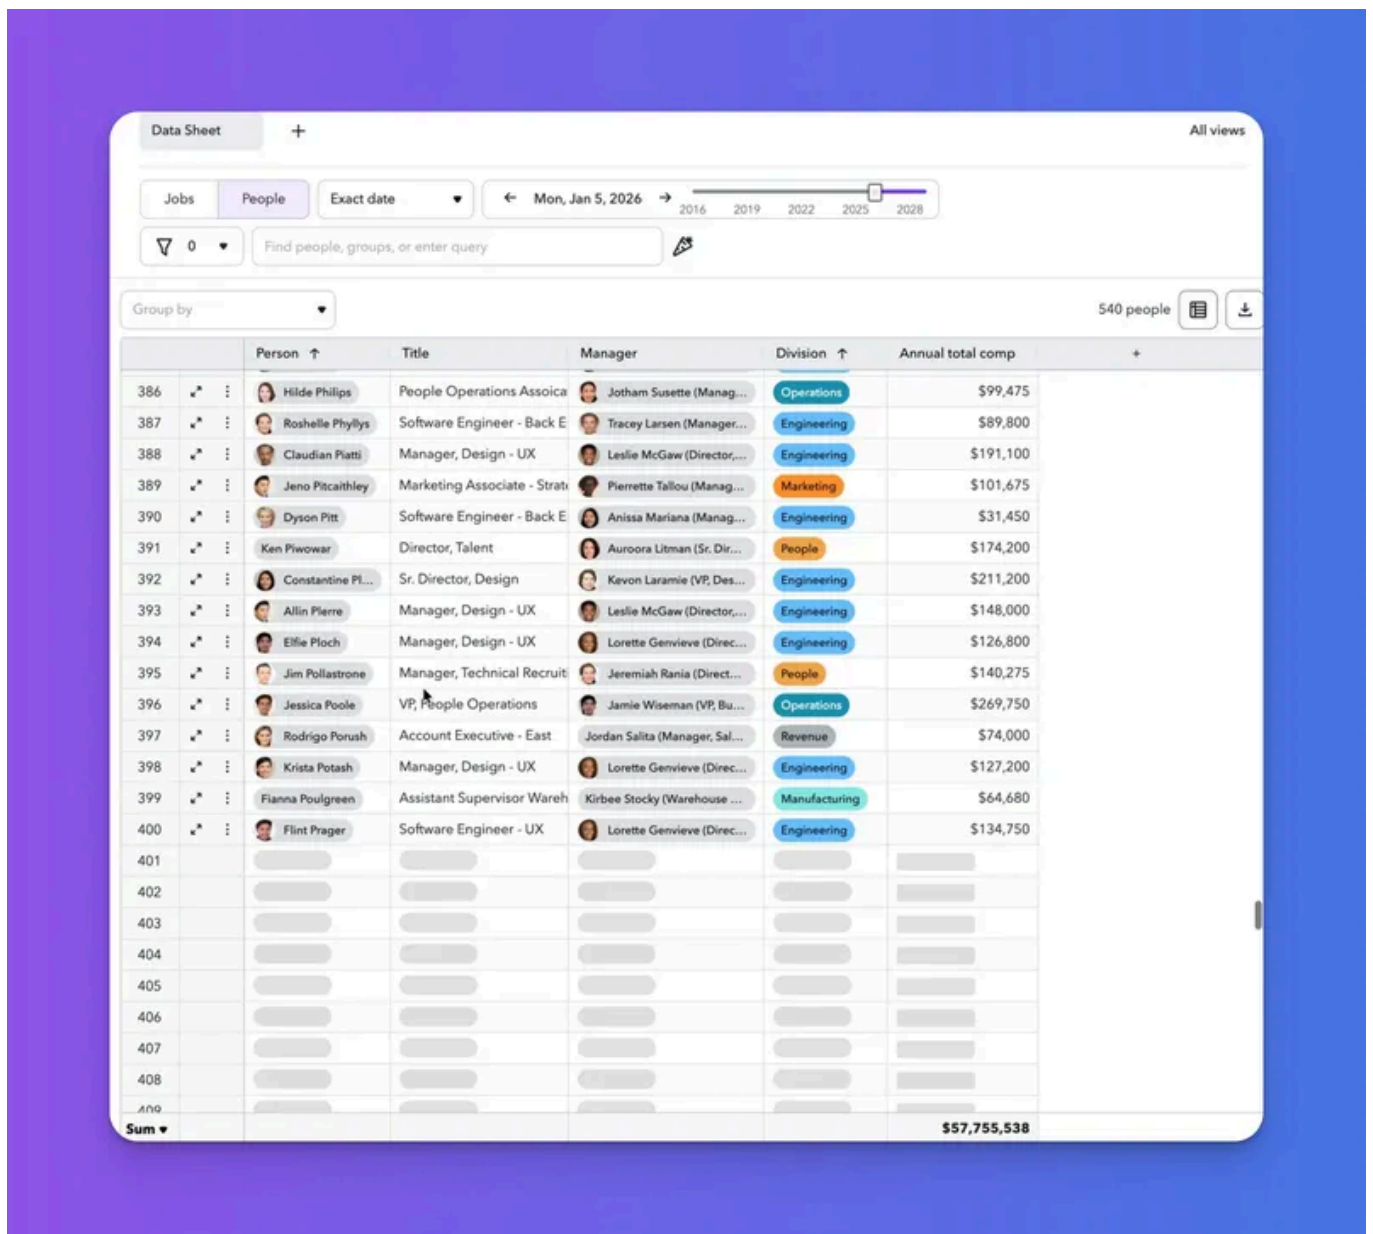 Data Sheet + All views
Jobs People Exact date ← Mon, Jan 5, 2026 → 2016 2019 2022 2025 2028
0 Find people, groups, or enter query
Group by 540 people
Person ↑ Title Manager Division ↑ Annual total comp +
386 Hilde Philips People Operations Assoica Jotham Susette (Manag... Operations $99,475
387 Roshelle Phyllys Software Engineer - Back E Tracey Larsen (Manager... Engineering $89,800
388 Claudian Piatti Manager, Design - UX Leslie McGaw (Director,... Engineering $191,100
389 Jeno Pitcaithley Marketing Associate - Strate Pierrette Tallou (Manag... Marketing $101,675
390 Dyson Pitt Software Engineer - Back E Anissa Mariana (Manag... Engineering $31,450
391 Ken Piwowar Director, Talent Auroora Litman (Sr. Dir... People $174,200
392 Constantine Pl... Sr. Director, Design Kevon Laramie (VP, Des... Engineering $211,200
393 Allin Plerre Manager, Design - UX Leslie McGaw (Director,... Engineering $148,000
394 Elfie Ploch Manager, Design - UX Lorette Genvieve (Direc... Engineering $126,800
395 Jim Pollastrone Manager, Technical Recruiti Jeremiah Rania (Direct... People $140,275
396 Jessica Poole VP, People Operations Jamie Wiseman (VP, Bu... Operations $269,750
397 Rodrigo Porush Account Executive - East Jordan Salita (Manager, Sal... Revenue $74,000
398 Krista Potash Manager, Design - UX Lorette Genvieve (Direc... Engineering $127,200
399 Fianna Poulgreen Assistant Supervisor Wareh Kirbee Stocky (Warehouse ... Manufacturing $64,680
400 Flint Prager Software Engineer - UX Lorette Genvieve (Direc... Engineering $134,750
401
402
403
404
405
406
407
408
409
Sum $57,755,538